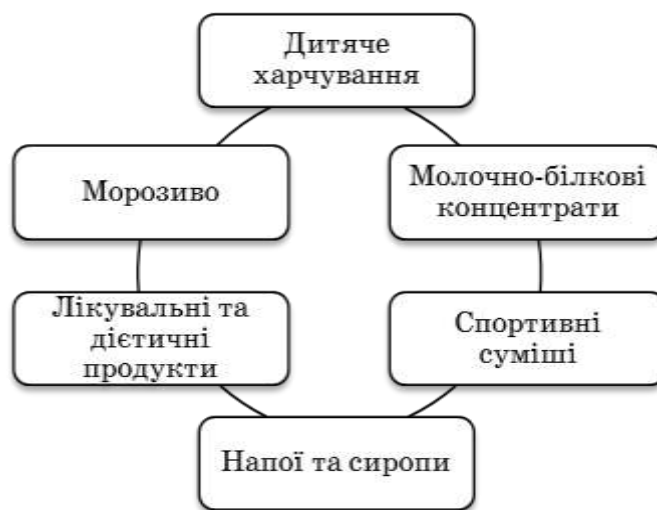 Дитяче
харчування
Морозиво
Молочно-білкові
концентрати
Лікувальні та
дієтичні
продукти
Спортивні
суміші
Напої та сиропи